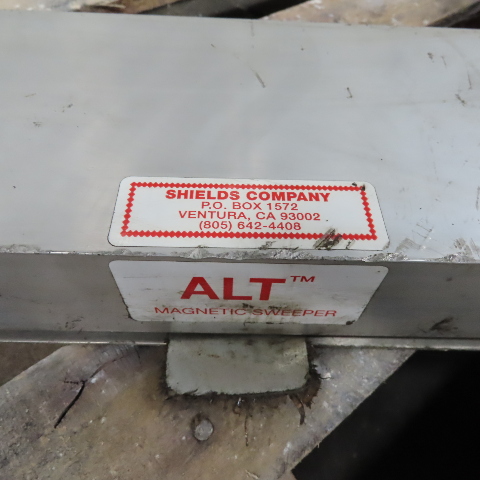 SHIELDS COMPANY
P.O. BOX 1572
VENTURA, CA 93002
(805) 642-4408
ALT™
MAGNETIC SWEEPER